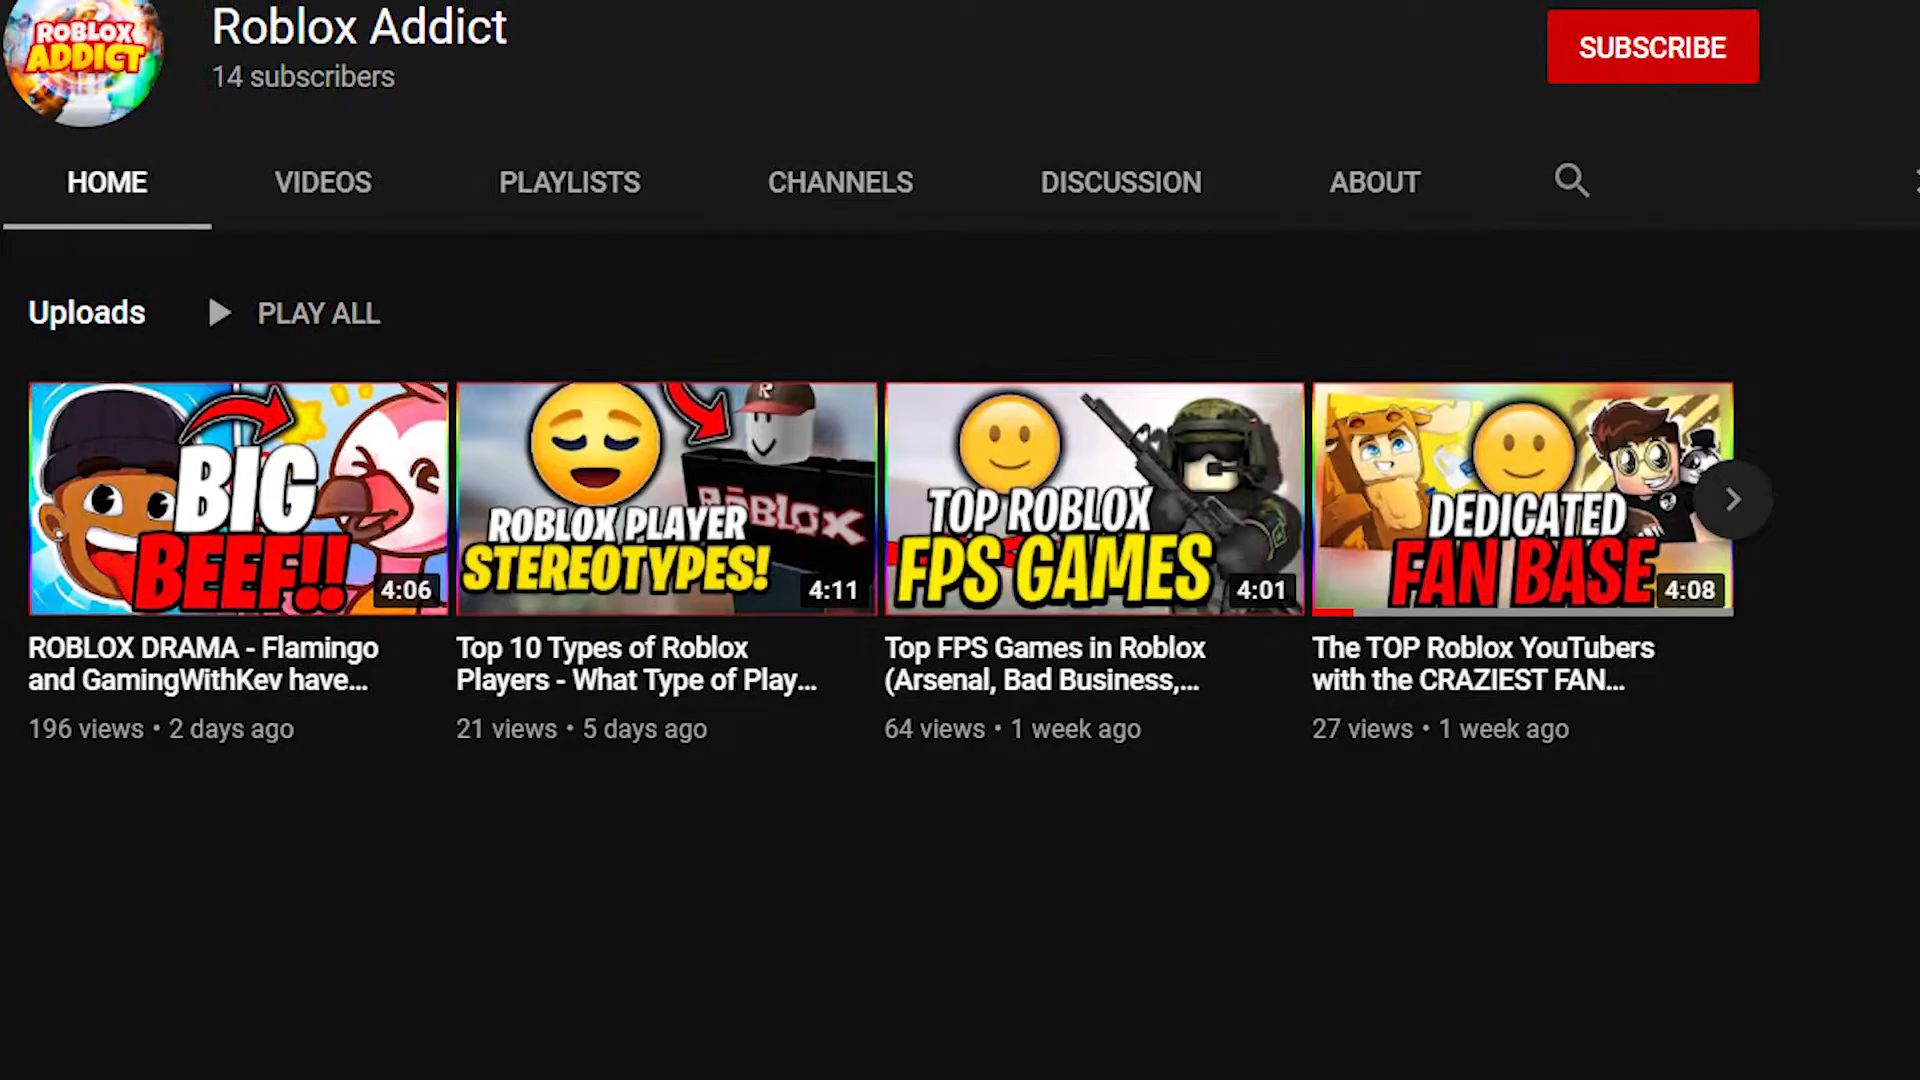 ROBLOX
ADDICT
Roblox Addict
14 subscribers
SUBSCRIBE
HOME
VIDEOS
PLAYLISTS
CHANNELS
DISCUSSION
ABOUT
Uploads
PLAY ALL
BIG
BEEF!!
4:06
R
ROBLOX
ROBLOX PLAYER
STEREOTYPES!
4:11
TOP ROBLOX
FPS GAMES
4:01
DEDICATED
FAN BASE
4:08
ROBLOX DRAMA - Flamingo
and GamingWithKev have...
196 views • 2 days ago
Top 10 Types of Roblox
Players - What Type of Play...
21 views • 5 days ago
Top FPS Games in Roblox
(Arsenal, Bad Business,...
64 views • 1 week ago
The TOP Roblox YouTubers
with the CRAZIEST FAN...
27 views • 1 week ago